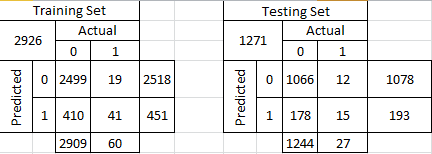 Training Set Testing Set
2926 Actual 1271 Actual
0 1 0 1
Predicted 0 2499 19 2518 Predicted 0 1066 12 1078
1 410 41 451 1 178 15 193
2909 60 1244 27